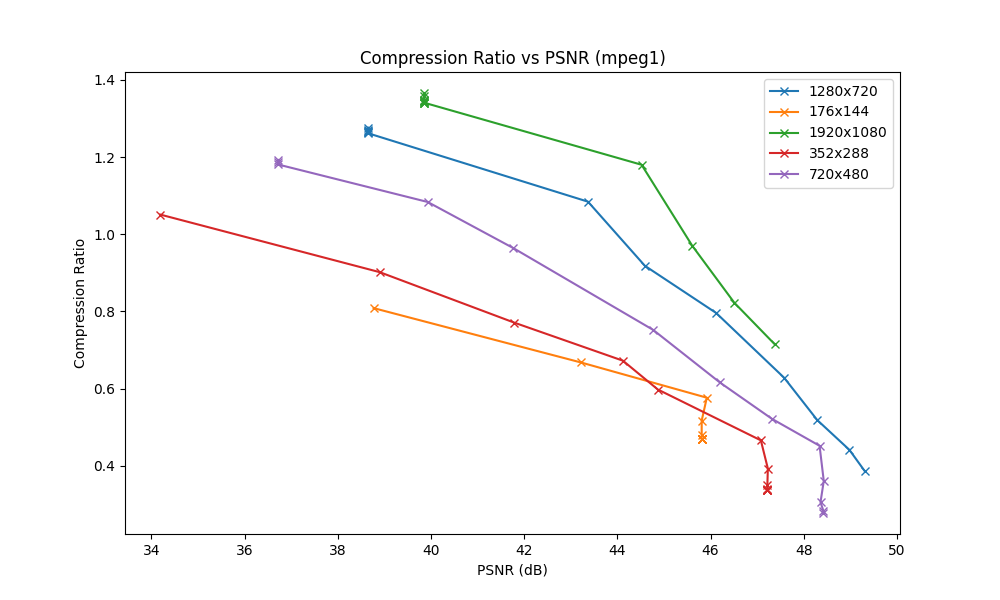 Compression Ratio vs PSNR (mpeg1)
1280x720
176x144
1920x1080
352x288
720x480
Compression Ratio
1.4
1.2
1.0
0.8
0.6
0.4
34 36 38 40 42 44 46 48 50
PSNR (dB)